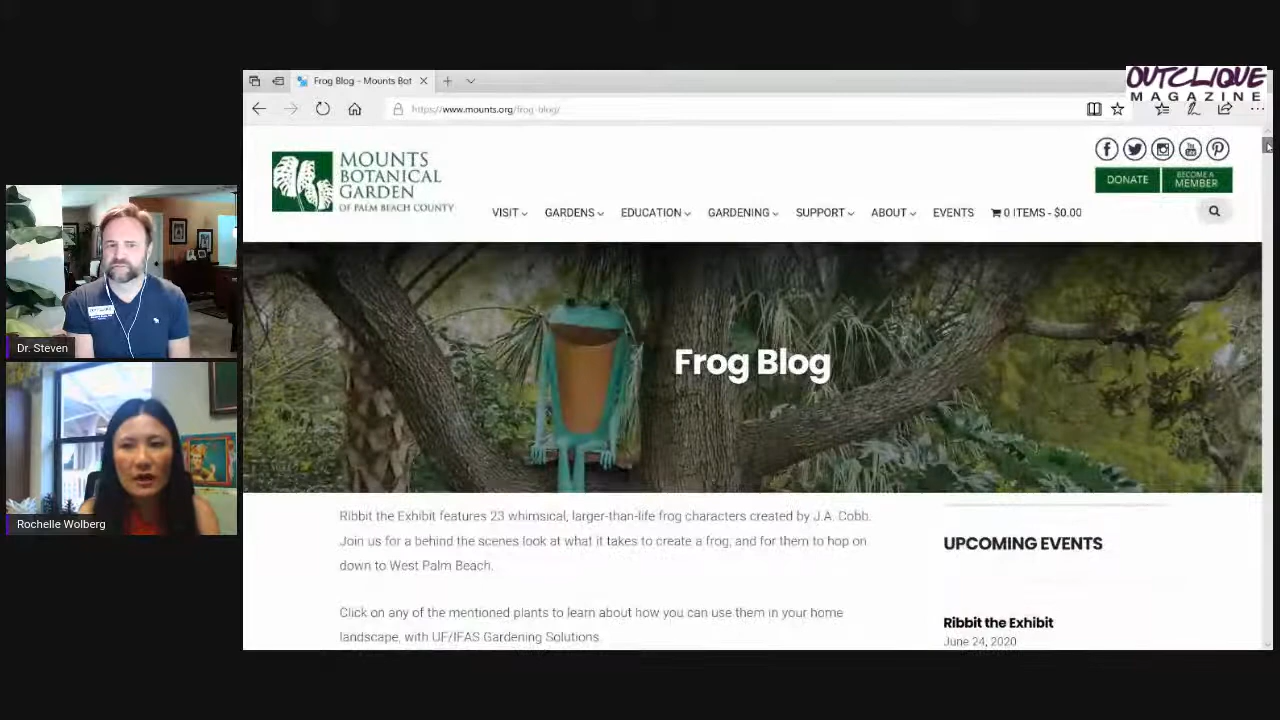 Frog Blog - Mounts Bot
OUTCLIQUE
MAGAZINE
https://www.mounts.org/frog-blog/
MOUNTS
BOTANICAL
GARDEN
OF PALM BEACH COUNTY
DONATE
BECOME A
MEMBER
VISIT
GARDENS
EDUCATION
GARDENING
SUPPORT
ABOUT
EVENTS
0 ITEMS - $0.00
Dr. Steven
Rochelle Wolberg
Frog Blog
Ribbit the Exhibit features 23 whimsical, larger-than-life frog characters created by J.A. Cobb.
Join us for a behind the scenes look at what it takes to create a frog, and for them to hop on
down to West Palm Beach.
Click on any of the mentioned plants to learn about how you can use them in your home
landscape, with UF/IFAS Gardening Solutions.
UPCOMING EVENTS
Ribbit the Exhibit
June 24, 2020